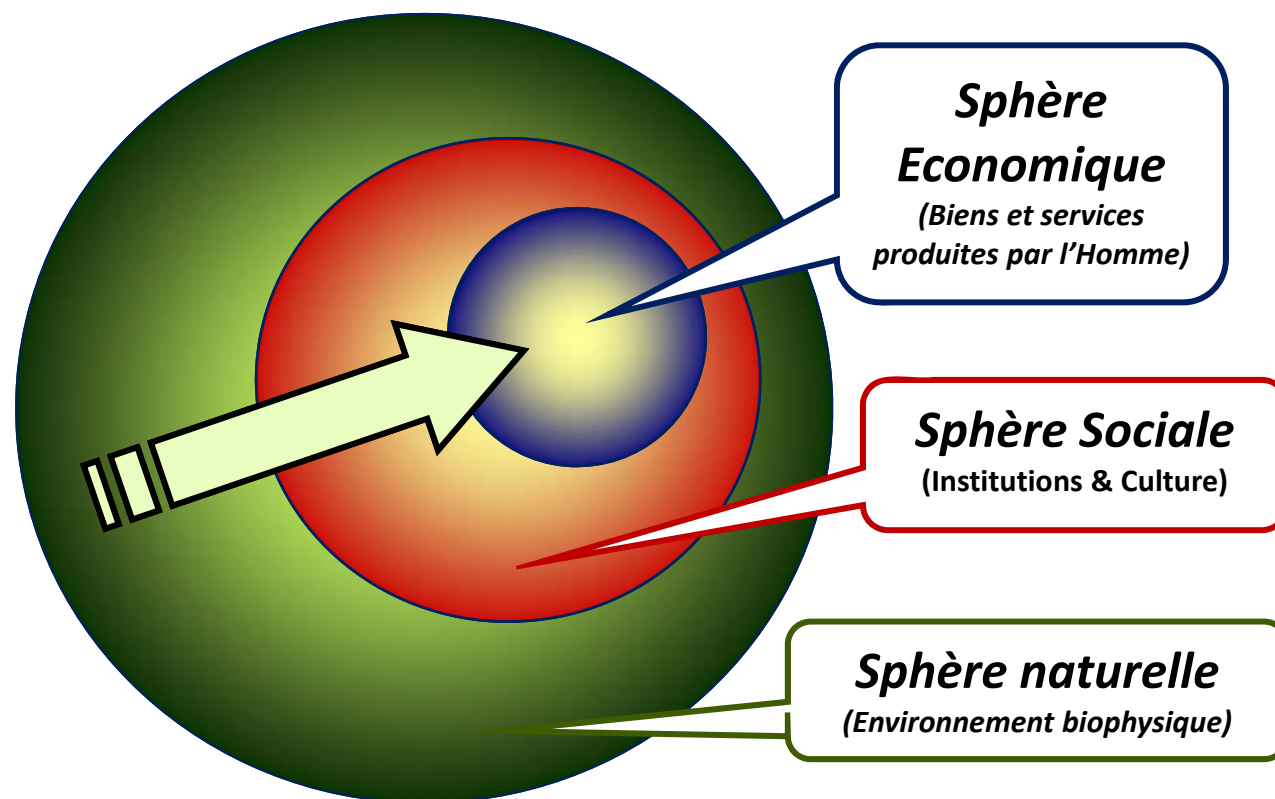 Sphère
Economique
(Biens et services
produites par l’Homme)
Sphère Sociale
(Institutions & Culture)
Sphère naturelle
(Environnement biophysique)